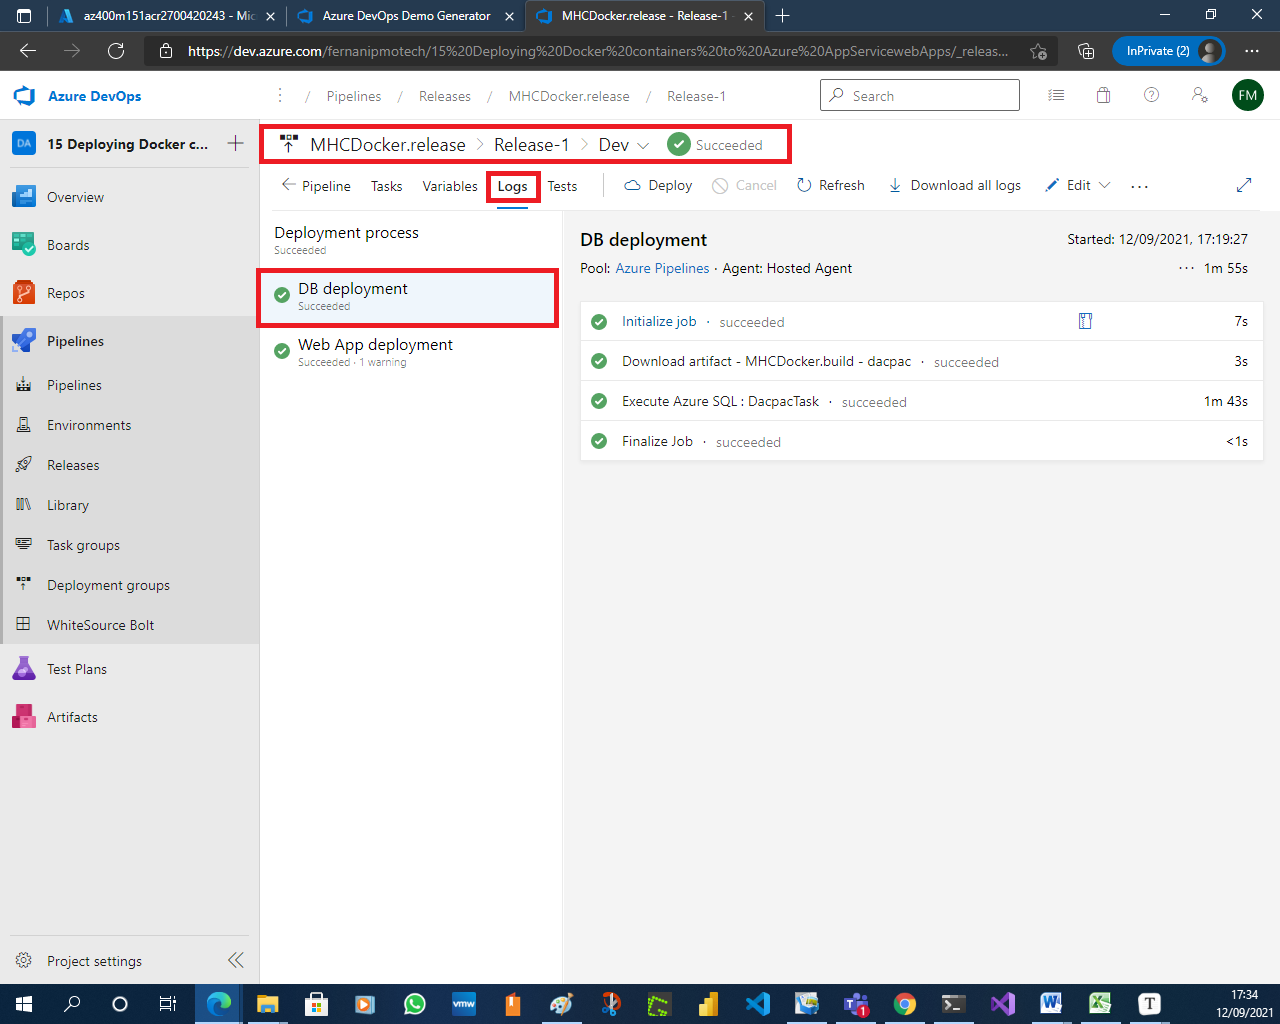 az400m151acr2700420243 - Mic
Azure DevOps Demo Generator
MHCDocker.release - Release-1 -
https://dev.azure.com/fernanipmotech/15%20Deploying%20Docker%20containers%20to%20Azure%20AppServicewebApps/_releas...
InPrivate (2)
Azure DevOps
/ Pipelines / Releases / MHCDocker.release / Release-1
Search
FM
DA
15 Deploying Docker c...
Overview
Boards
Repos
Pipelines
Pipelines
Environments
Releases
Library
Task groups
Deployment groups
WhiteSource Bolt
Test Plans
Artifacts
Project settings
MHCDocker.release > Release-1 > Dev Succeeded
Pipeline Tasks Variables Logs Tests Deploy Cancel Refresh Download all logs Edit ...
Deployment process
Succeeded
DB deployment
Succeeded
Web App deployment
Succeeded · 1 warning
DB deployment
Started: 12/09/2021, 17:19:27
Pool: Azure Pipelines · Agent: Hosted Agent
... 1m 55s
Initialize job · succeeded 7s
Download artifact - MHCDocker.build - dacpac · succeeded 3s
Execute Azure SQL : DacpacTask · succeeded 1m 43s
Finalize Job · succeeded <1s
vmw
1
T
17:34
12/09/2021